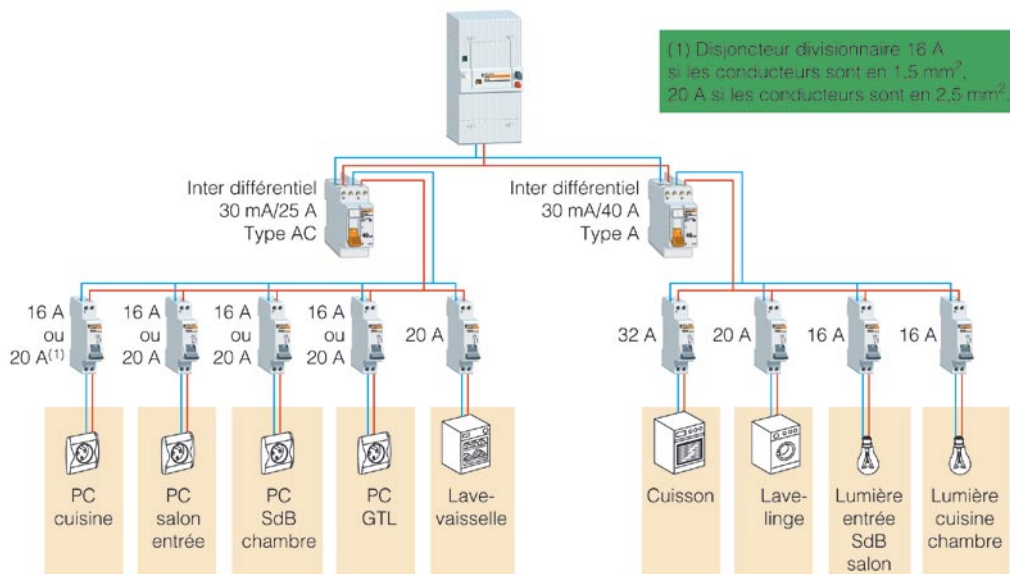 (1) Disjoncteur divisionnaire 16 A
si les conducteurs sont en 1,5 mm²,
20 A si les conducteurs sont en 2,5 mm².
Inter différentiel
30 mA/25 A
Type AC
Inter différentiel
30 mA/40 A
Type A
16 A
ou
20 A(1)
16 A
ou
20 A
16 A
ou
20 A
16 A
ou
20 A
20 A
32 A
20 A
16 A
16 A
PC
cuisine
PC
salon
entrée
PC
SdB
chambre
PC
GTL
Lave-
vaisselle
Cuisson
Lave-
linge
Lumière
entrée
SdB
salon
Lumière
cuisine
chambre